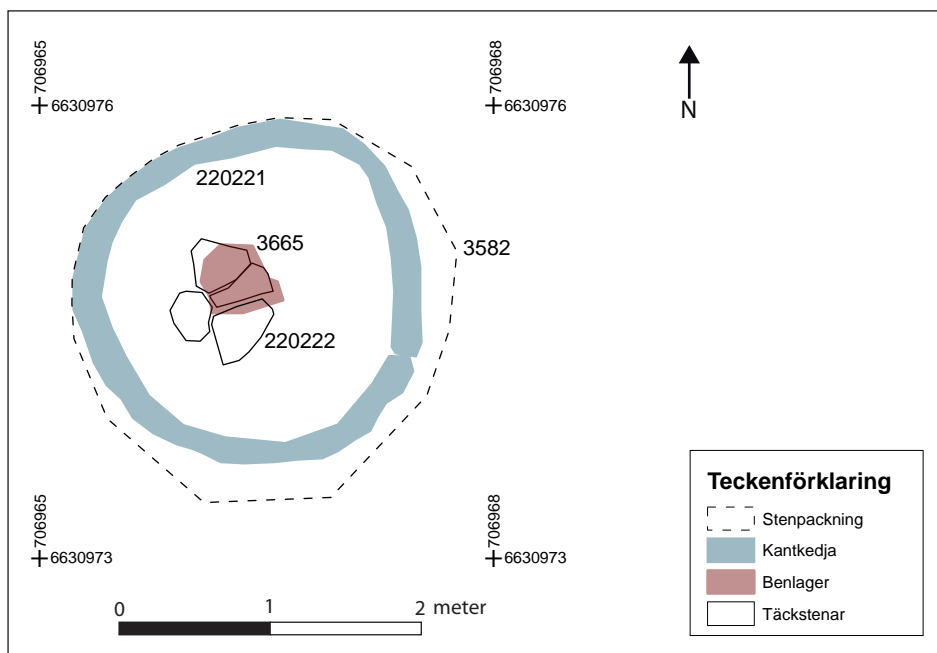 706965
6630976
706968
6630976
N
220221
3665
3582
220222
706965
6630973
706968
6630973
0
1
2 meter
Teckenförklaring
Stenpackning
Kantkedja
Benlager
Täckstenar